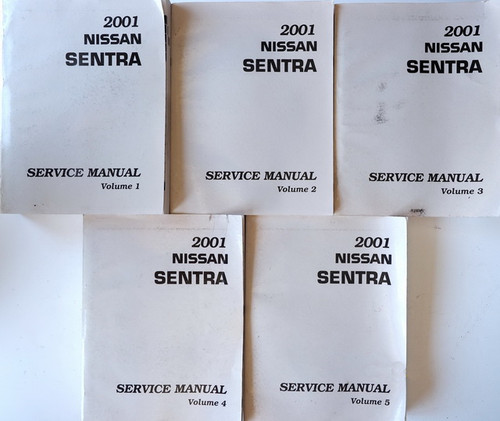 2001
NISSAN
SENTRA
SERVICE MANUAL
Volume 1
2001
NISSAN
SENTRA
SERVICE MANUAL
Volume 2
2001
NISSAN
SENTRA
SERVICE MANUAL
Volume 3
2001
NISSAN
SENTRA
SERVICE MANUAL
Volume 4
2001
NISSAN
SENTRA
SERVICE MANUAL
Volume 5